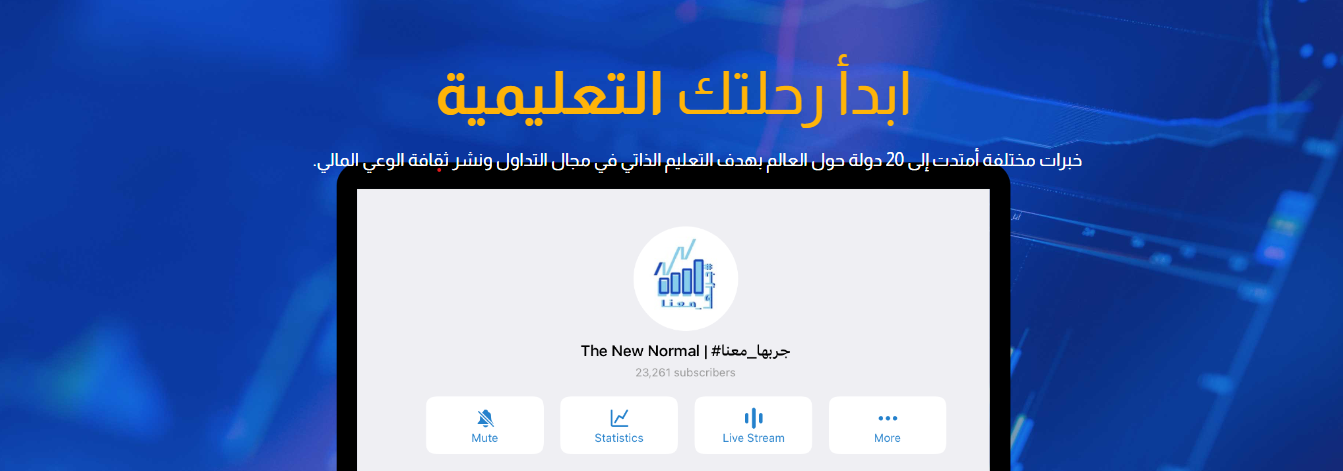 ابدأ رحلتك التعليمية
خبرات مختلفة أمتدت إلى 20 دولة حول العالم بهدف التعليم الذاتي في مجال التداول ونشر ثقافة الوعي المالي.
The New Normal | #جربها_معنا
23,261 subscribers
Mute
Statistics
Live Stream
More